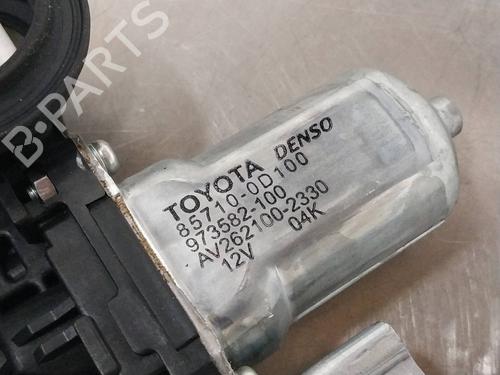 B-PARTS
TOYOTA DENSO
85710-0D100
973582-100
AV262100-2330
12V 04K